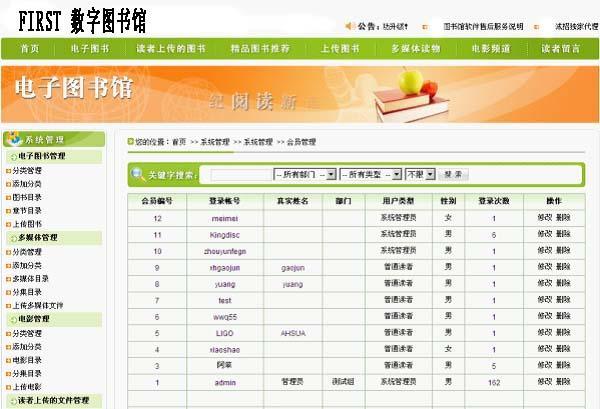 FIRST 数字图书馆
公告：
图书馆软件售后服务说明
诚招独家代理
首页 电子图书 读者上传的图书 精品图书推荐 上传图书 多媒体读物 电影频道 读者留言
电子图书馆
纪 阅读 新
系统管理
您的位置：首页 >> 系统管理 >> 系统管理 >> 会员管理
电子图书管理
分类管理
添加分类
图书目录
章节目录
上传图书
多媒体管理
分类管理
添加分类
多媒体目录
分集目录
上传多媒体文件
电影管理
分类管理
添加分类
电影目录
分集目录
上传电影
读者上传的文件管理
关键字搜索： --所有部门-- --所有类型-- 不限 搜 索
会员编号 登录帐号 真实姓名 部门 用户类型 性别 登录次数 操作
12 meimei 系统管理员 女 1 修改 删除
11 Kingdisc 系统管理员 男 6 修改 删除
10 zhouyunfegn 系统管理员 男 1 修改 删除
9 xhgaojun gaojun 普通读者 男 1 修改 删除
8 yuang yuang 普通读者 男 1 修改 删除
7 test 普通读者 男 1 修改 删除
6 wwq55 普通读者 男 1 修改 删除
5 LIGO AHSUA 普通读者 男 1 修改 删除
4 xiaoshao 普通读者 女 1 修改 删除
3 阿 普通读者 男 5 修改 删除
1 admin 管理员 测试组 系统管理员 男 162 修改 删除